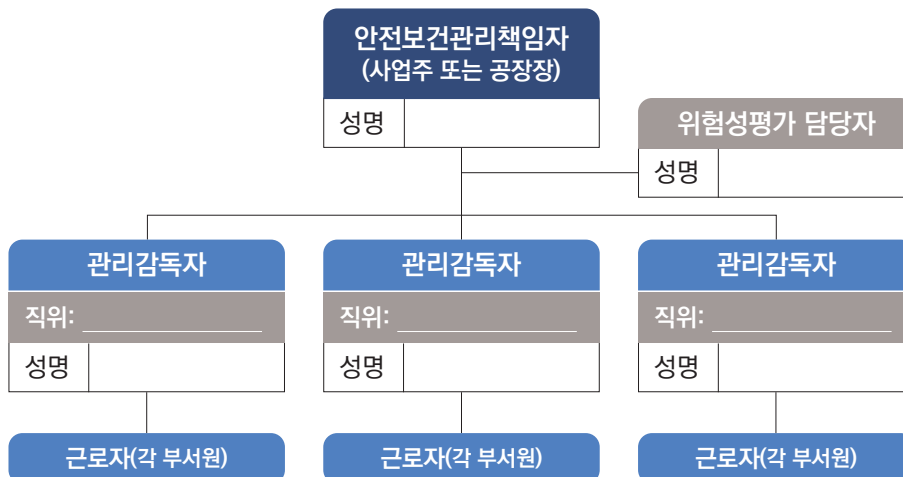 안전보건관리책임자
(사업주 또는 공장장)
성명
위험성평가 담당자
성명
관리감독자
관리감독자
관리감독자
직위:
직위:
직위:
성명
성명
성명
근로자(각 부서원)
근로자(각 부서원)
근로자(각 부서원)